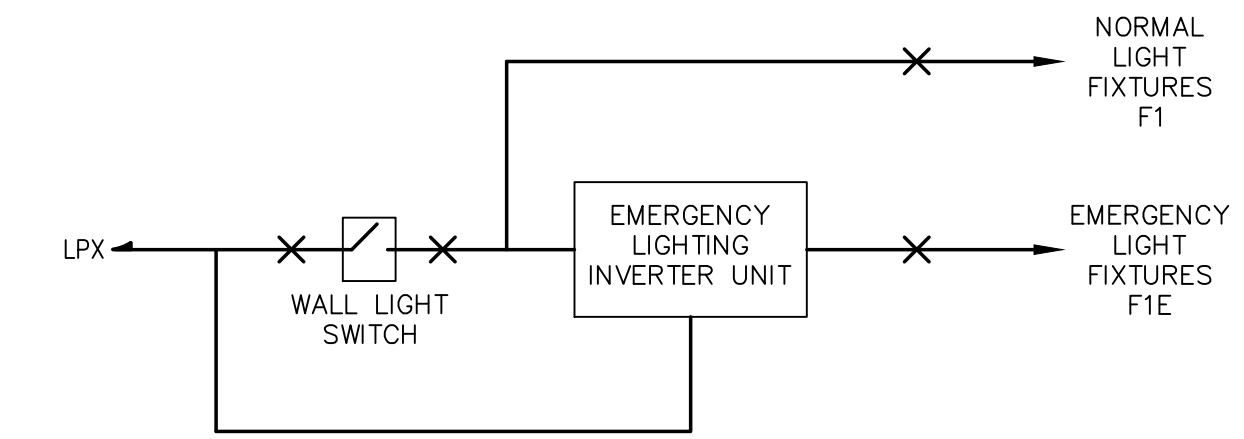 NORMAL
LIGHT
FIXTURES
F1
LPX
WALL LIGHT
SWITCH
EMERGENCY
LIGHTING
INVERTER UNIT
EMERGENCY
LIGHT
FIXTURES
F1E